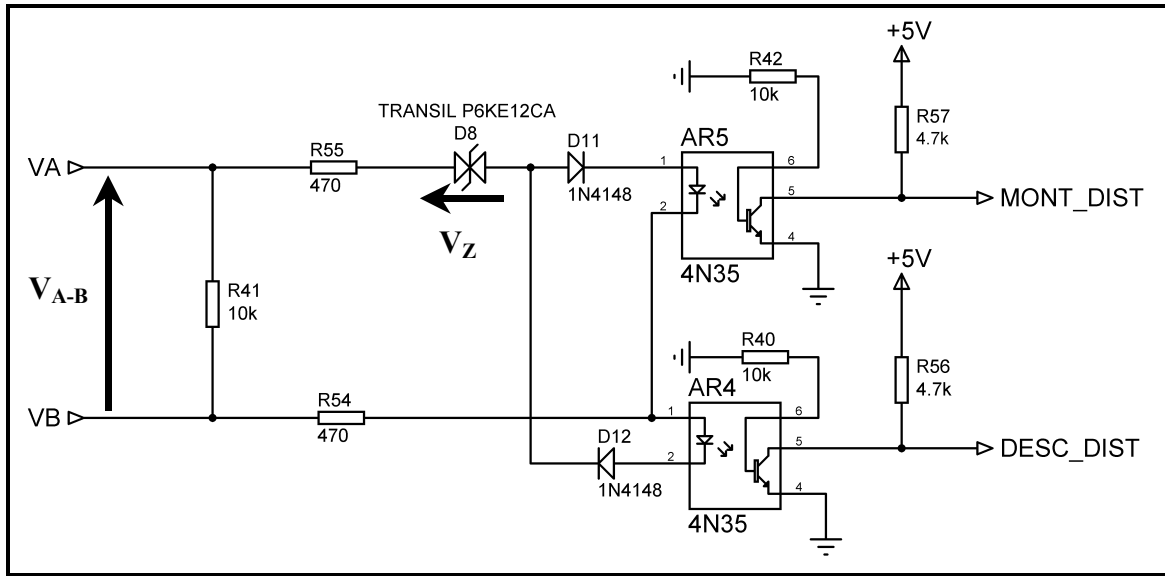 +5V
R42
10k
TRANSIL P6KE12CA
D8
R57
4.7k
AR5
R55
470
D11
1N4148
VA
1
2
6
5
4
MONT_DIST
VZ
4N35
VA-B
R41
10k
+5V
R40
10k
AR4
R56
4.7k
VB
R54
470
D12
1N4148
1
2
6
5
4
DESC_DIST
4N35